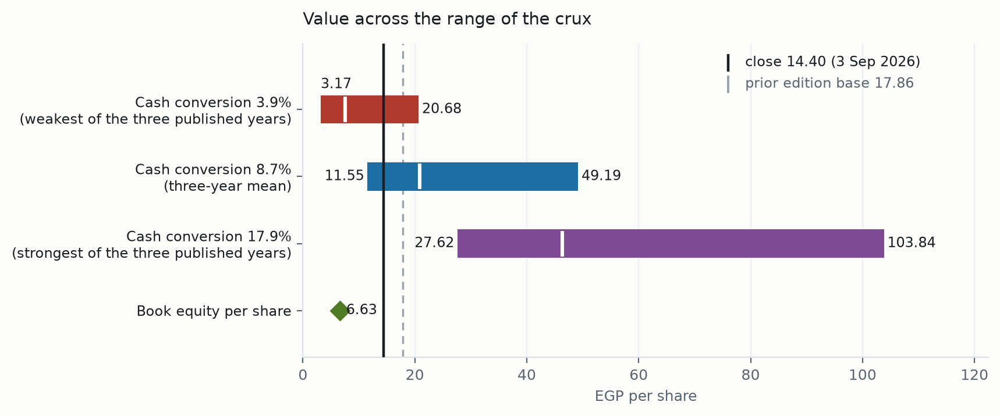 Value across the range of the crux
close 14.40 (3 Sep 2026)
prior edition base 17.86
3.17
Cash conversion 3.9%
(weakest of the three published years)
20.68
Cash conversion 8.7%
(three-year mean)
11.55
49.19
Cash conversion 17.9%
(strongest of the three published years)
27.62
103.84
Book equity per share
6.63
0 20 40 60 80 100 120
EGP per share